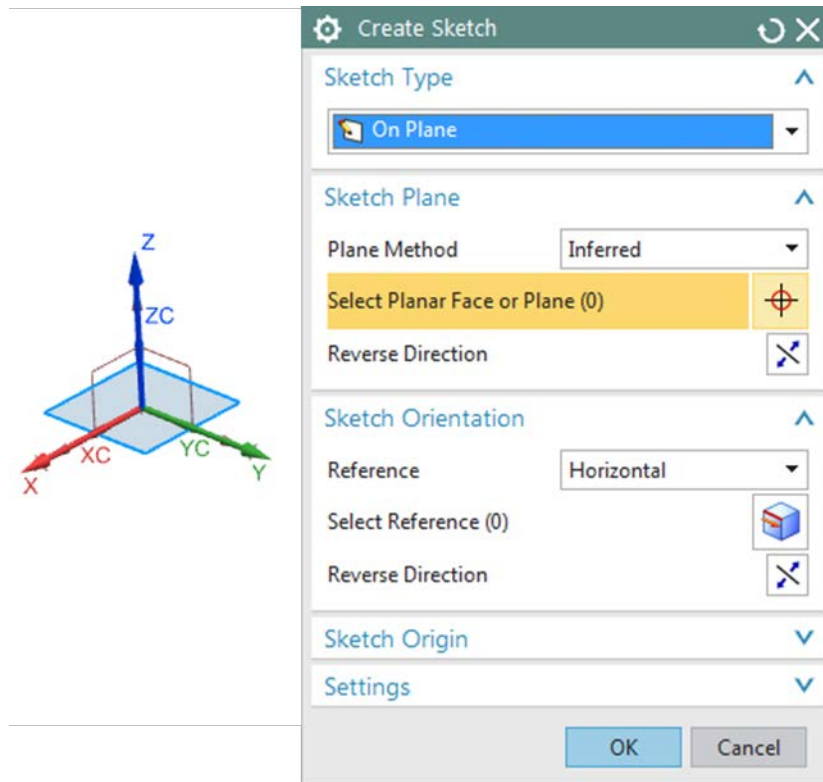 Create Sketch
Sketch Type
On Plane
Sketch Plane
Plane Method Inferred
Select Planar Face or Plane (0)
Reverse Direction
Sketch Orientation
Reference Horizontal
Select Reference (0)
Reverse Direction
Sketch Origin
Settings
OK Cancel
Z
ZC
XC
YC
X
Y